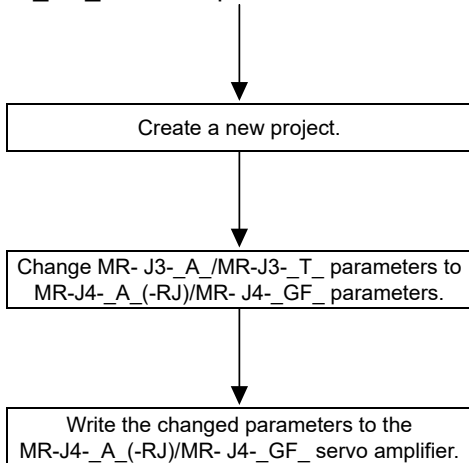 Create a new project.
Change MR- J3-_A_/MR-J3-_T_ parameters to
MR-J4-_A_(-RJ)/MR- J4-_GF_ parameters.
Write the changed parameters to the
MR-J4-_A_(-RJ)/MR- J4-_GF_ servo amplifier.